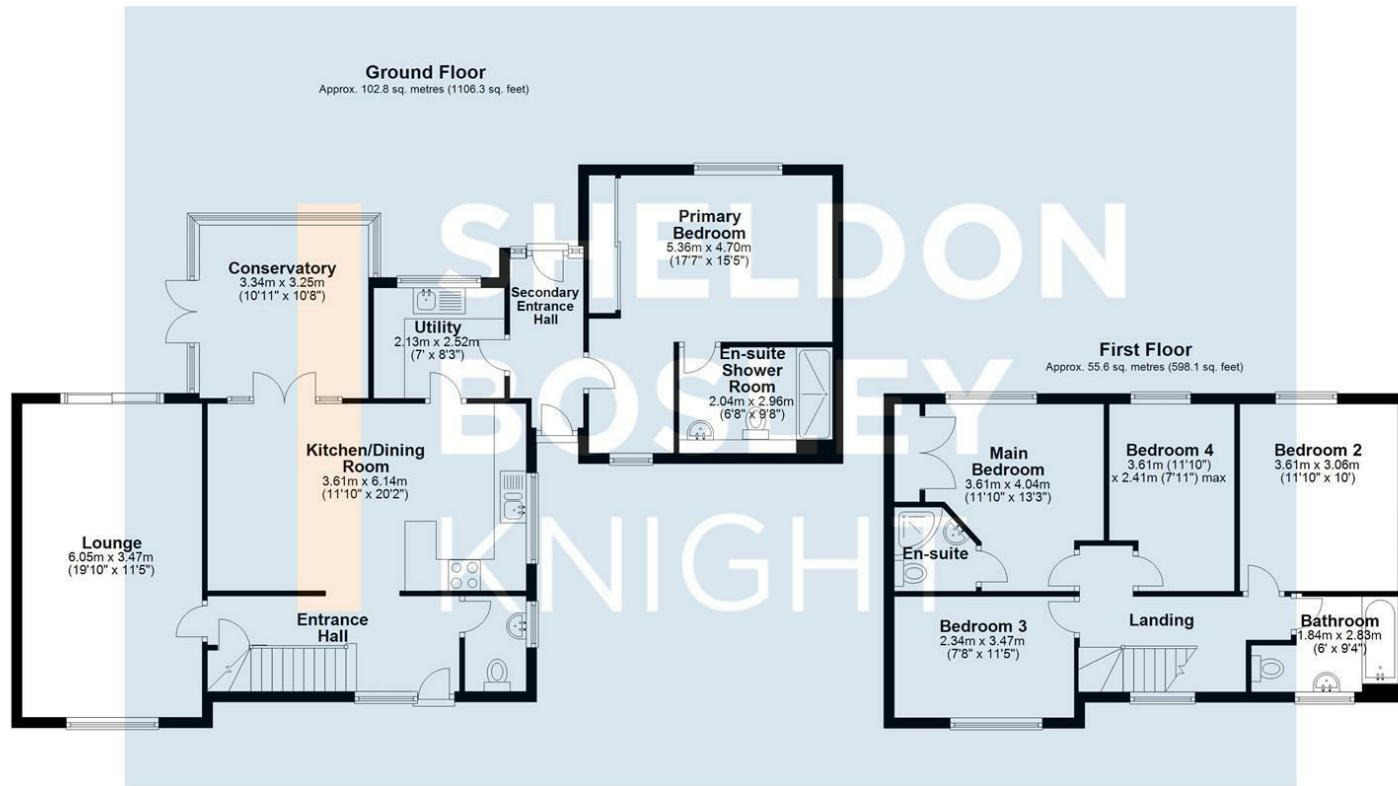 Ground Floor
Approx. 102.8 sq. metres (1106.3 sq. feet)
Primary
Bedroom
5.36m x 4.70m
(17'7" x 15'5")
Conservatory
3.34m x 3.25m
(10'11" x 10'8")
Secondary
Entrance
Hall
Utility
2.13m x 2.52m
(7' x 8'3")
En-suite
Shower
Room
2.04m x 2.96m
(6'8" x 9'8")
Kitchen/Dining
Room
3.61m x 6.14m
(11'10" x 20'2")
Lounge
6.05m x 3.47m
(19'10" x 11'5")
Entrance
Hall
First Floor
Approx. 55.6 sq. metres (598.1 sq. feet)
Main
Bedroom
3.61m x 4.04m
(11'10" x 13'3")
Bedroom 4
3.61m (11'10")
x 2.41m (7'11") max
Bedroom 2
3.61m x 3.06m
(11'10" x 10')
En-suite
Bedroom 3
2.34m x 3.47m
(7'8" x 11'5")
Landing
Bathroom
1.84m x 2.83m
(6' x 9'4")
SHELDON
BOSLEY
KNIGHT